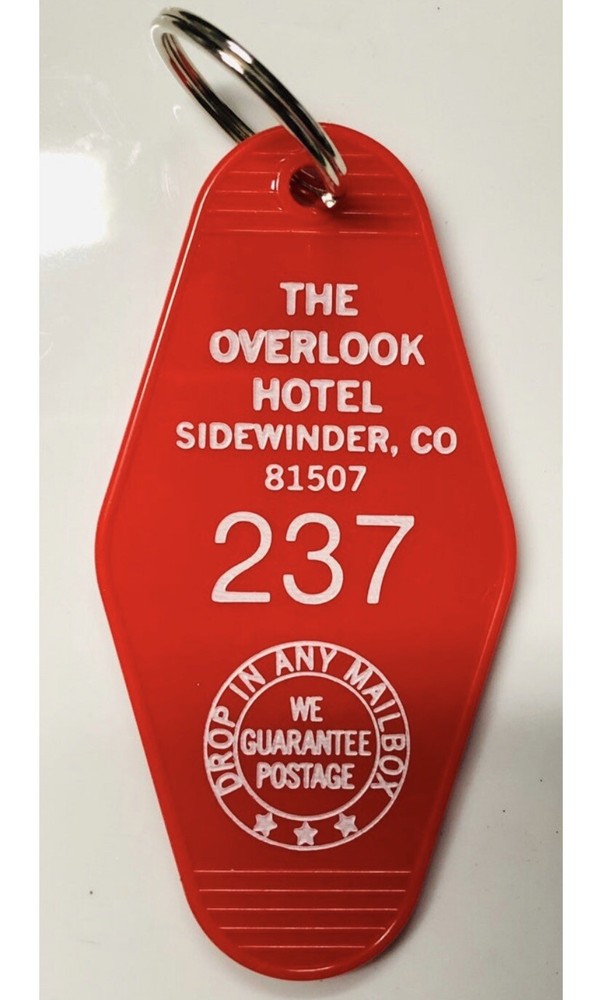 THE
OVERLOOK
HOTEL
SIDEWINDER, CO
81507
237
DROP IN ANY MAILBOX
WE
GUARANTEE
POSTAGE